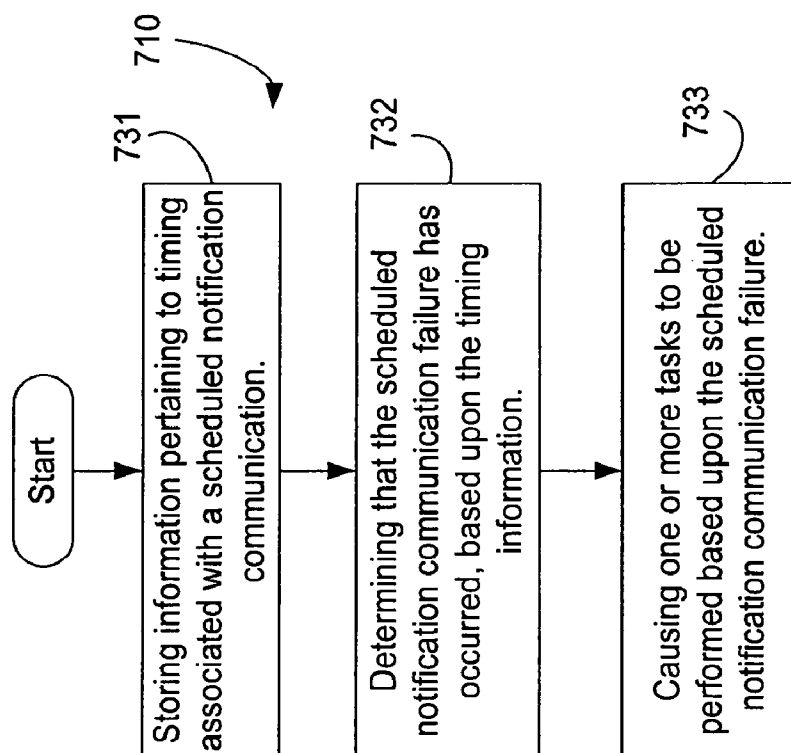 Start
710
731
Storing information pertaining to timing
associated with a scheduled notification
communication.
732
Determining that the scheduled
notification communication failure has
occurred, based upon the timing
information.
733
Causing one or more tasks to be
performed based upon the scheduled
notification communication failure.